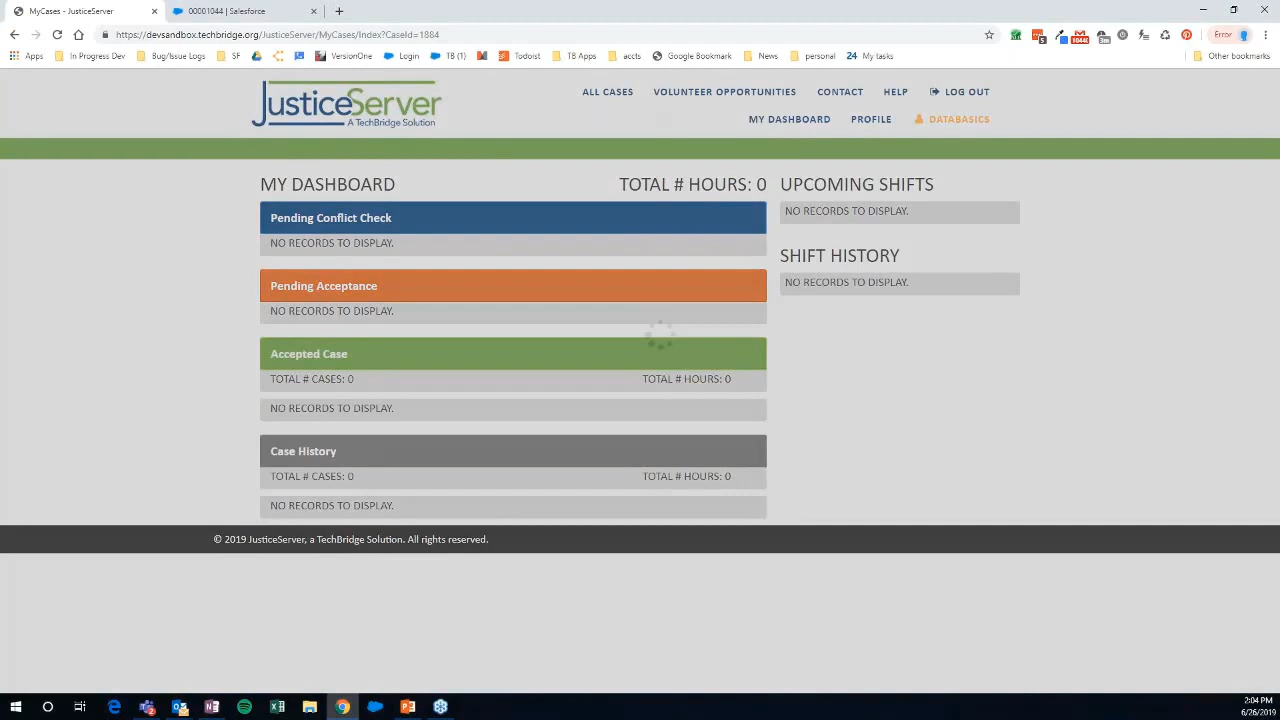 MyCases - JusticeServer
00001044 | Salesforce
https://devsandbox.techbridge.org/JusticeServer/MyCases/Index?CaseId=1884
Error
Apps
In Progress Dev
Bug/Issue Logs
SF
VersionOne
Login
TB (1)
Todoist
TB Apps
accts
Google Bookmark
News
personal
24 My tasks
Other bookmarks
JusticeServer
A TechBridge Solution
ALL CASES VOLUNTEER OPPORTUNITIES CONTACT HELP LOG OUT
MY DASHBOARD PROFILE DATABASICS
MY DASHBOARD TOTAL # HOURS: 0
Pending Conflict Check
NO RECORDS TO DISPLAY.
Pending Acceptance
NO RECORDS TO DISPLAY.
Accepted Case
TOTAL # CASES: 0 TOTAL # HOURS: 0
NO RECORDS TO DISPLAY.
Case History
TOTAL # CASES: 0 TOTAL # HOURS: 0
NO RECORDS TO DISPLAY.
UPCOMING SHIFTS
NO RECORDS TO DISPLAY.
SHIFT HISTORY
NO RECORDS TO DISPLAY.
© 2019 JusticeServer, a TechBridge Solution. All rights reserved.
2:04 PM
6/26/2019